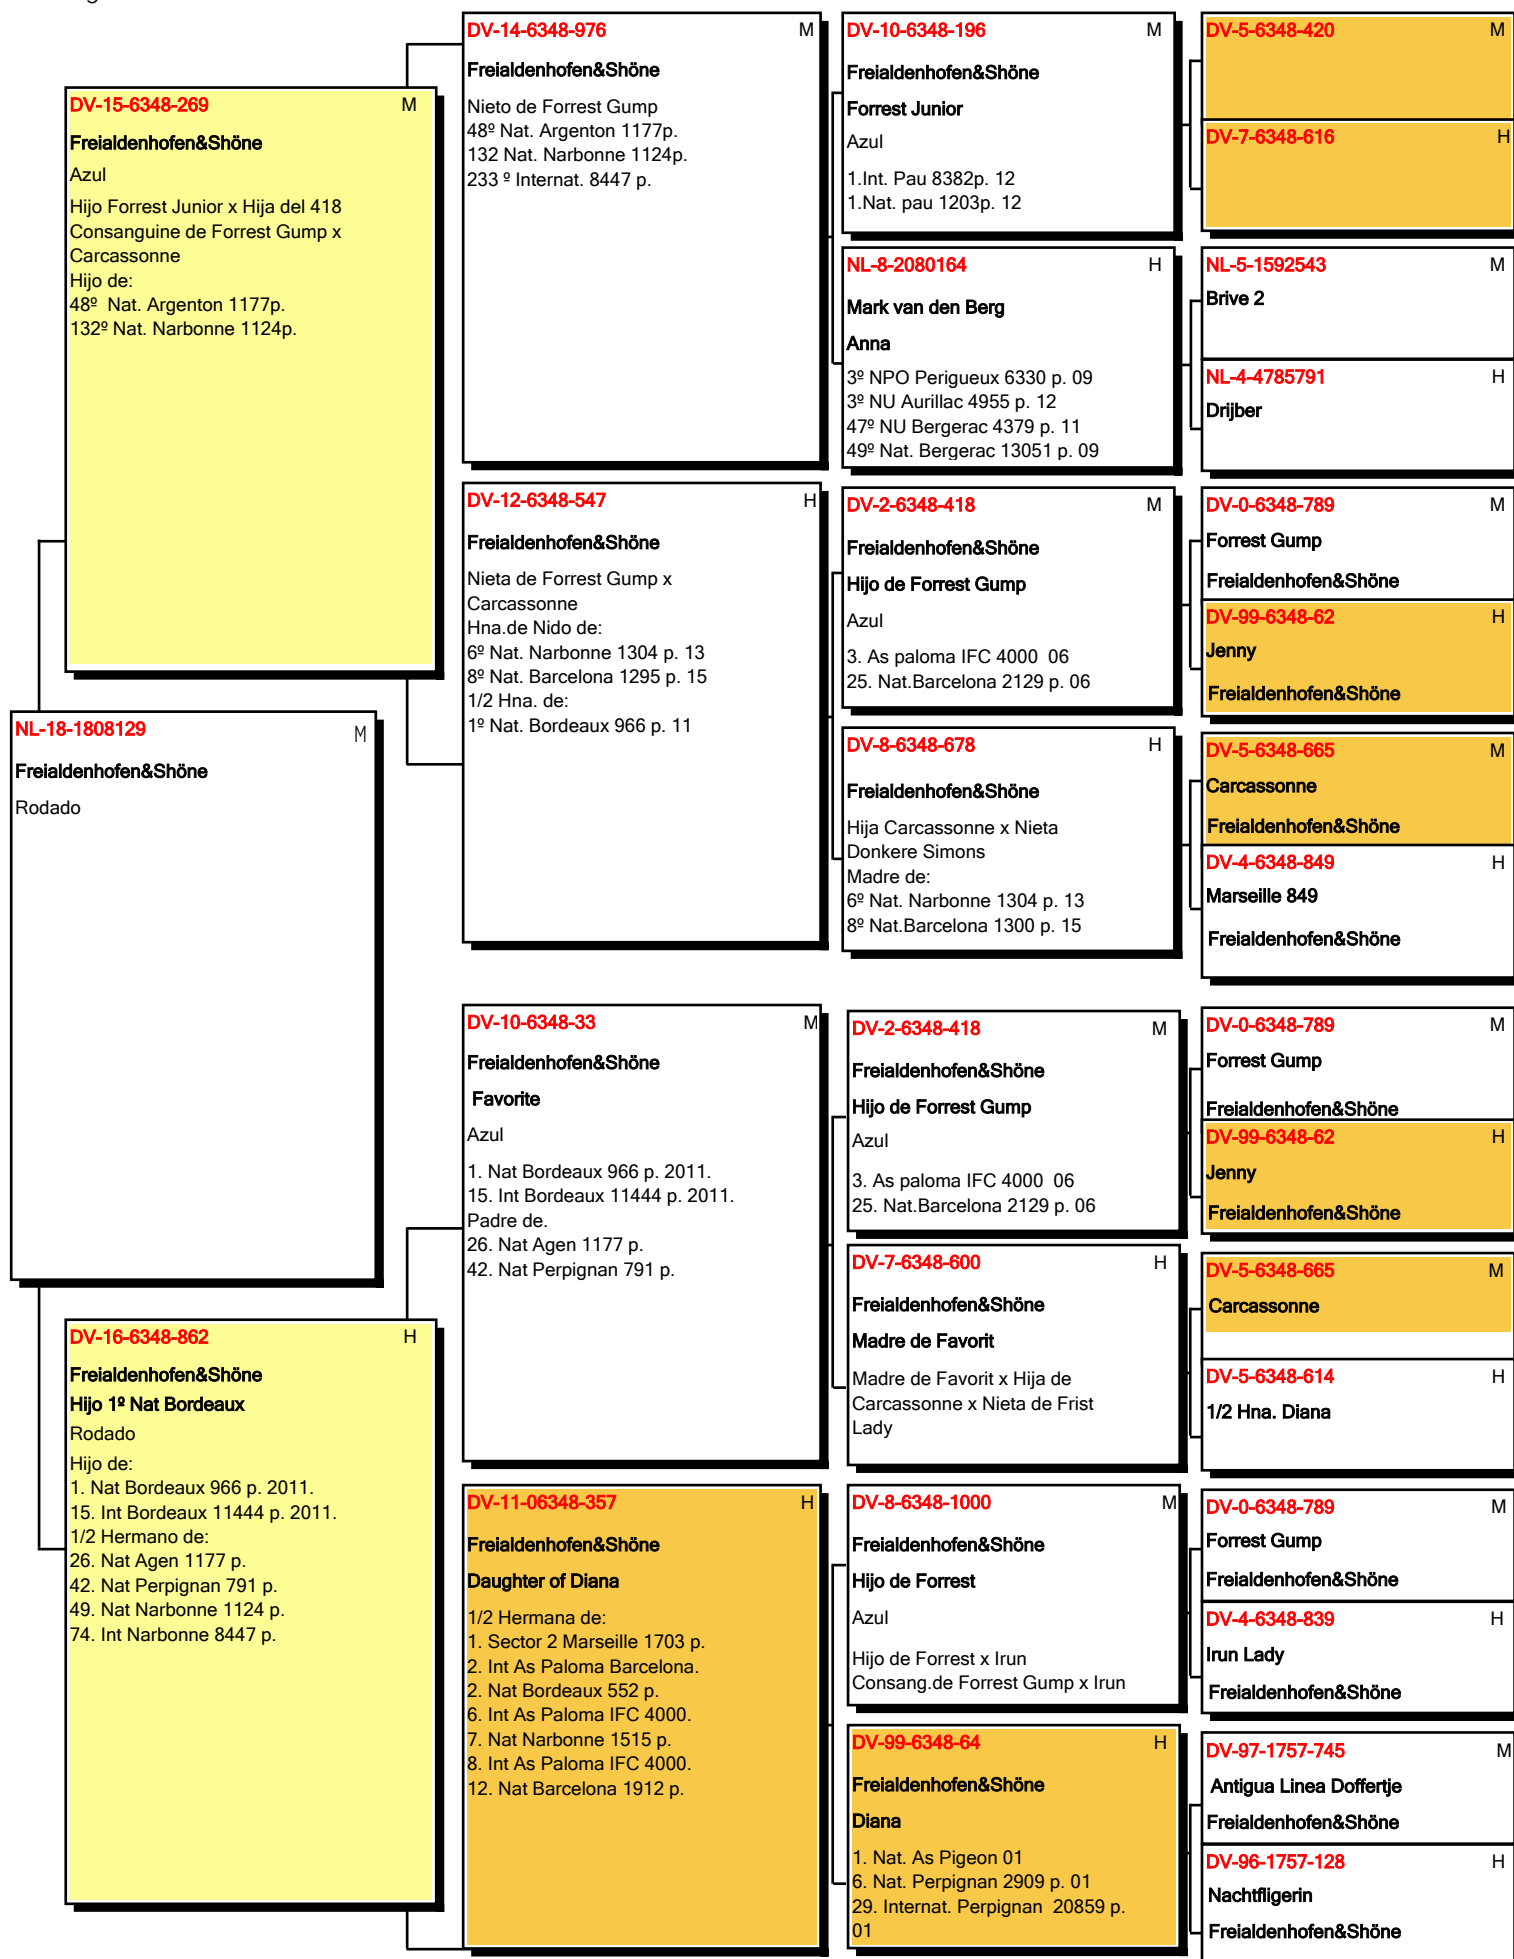 DV-15-6348-269 M
Freialdenhofen&Shöne
Azul
Hijo Forrest Junior x Hija del 418
Consanguine de Forrest Gump x
Carcassonne
Hijo de:
48º Nat. Argenton 1177p.
132º Nat. Narbonne 1124p.
NL-18-1808129 M
Freialdenhofen&Shöne
Rodado
DV-16-6348-862 H
Freialdenhofen&Shöne
Hijo 1º Nat Bordeaux
Rodado
Hijo de:
1. Nat Bordeaux 966 p. 2011.
15. Int Bordeaux 11444 p. 2011.
1/2 Hermano de:
26. Nat Agen 1177 p.
42. Nat Perpignan 791 p.
49. Nat Narbonne 1124 p.
74. Int Narbonne 8447 p.
DV-14-6348-976 M
Freialdenhofen&Shöne
Nieto de Forrest Gump
48º Nat. Argenton 1177p.
132 Nat. Narbonne 1124p.
233 º Internat. 8447 p.
DV-12-6348-547 H
Freialdenhofen&Shöne
Nieta de Forrest Gump x
Carcassonne
Hna.de Nido de:
6º Nat. Narbonne 1304 p. 13
8º Nat. Barcelona 1295 p. 15
1/2 Hna. de:
1º Nat. Bordeaux 966 p. 11
DV-10-6348-33 M
Freialdenhofen&Shöne
Favorite
Azul
1. Nat Bordeaux 966 p. 2011.
15. Int Bordeaux 11444 p. 2011.
Padre de.
26. Nat Agen 1177 p.
42. Nat Perpignan 791 p.
DV-11-06348-357 H
Freialdenhofen&Shöne
Daughter of Diana
1/2 Hermana de:
1. Sector 2 Marseille 1703 p.
2. Int As Paloma Barcelona.
2. Nat Bordeaux 552 p.
6. Int As Paloma IFC 4000.
7. Nat Narbonne 1515 p.
8. Int As Paloma IFC 4000.
12. Nat Barcelona 1912 p.
DV-10-6348-196 M
Freialdenhofen&Shöne
Forrest Junior
Azul
1.Int. Pau 8382p. 12
1.Nat. pau 1203p. 12
NL-8-2080164 H
Mark van den Berg
Anna
3º NPO Perigueux 6330 p. 09
3º NU Aurillac 4955 p. 12
47º NU Bergerac 4379 p. 11
49º Nat. Bergerac 13051 p. 09
DV-2-6348-418 M
Freialdenhofen&Shöne
Hijo de Forrest Gump
Azul
3. As paloma IFC 4000 06
25. Nat.Barcelona 2129 p. 06
DV-8-6348-678 H
Freialdenhofen&Shöne
Hija Carcassonne x Nieta
Donkere Simons
Madre de:
6º Nat. Narbonne 1304 p. 13
8º Nat.Barcelona 1300 p. 15
DV-2-6348-418 M
Freialdenhofen&Shöne
Hijo de Forrest Gump
Azul
3. As paloma IFC 4000 06
25. Nat.Barcelona 2129 p. 06
DV-7-6348-600 H
Freialdenhofen&Shöne
Madre de Favorit
Madre de Favorit x Hija de
Carcassonne x Nieta de Frist
Lady
DV-8-6348-1000 M
Freialdenhofen&Shöne
Hijo de Forrest
Azul
Hijo de Forrest x Irun
Consang.de Forrest Gump x Irun
DV-99-6348-64 H
Freialdenhofen&Shöne
Diana
1. Nat. As Pigeon 01
6. Nat. Perpignan 2909 p. 01
29. Internat. Perpignan 20859 p.
01
DV-5-6348-420 M
DV-7-6348-616 H
NL-5-1592543 M
Brive 2
NL-4-4785791 H
Drijber
DV-0-6348-789 M
Forrest Gump
Freialdenhofen&Shöne
DV-99-6348-62 H
Jenny
Freialdenhofen&Shöne
DV-5-6348-665 M
Carcassonne
Freialdenhofen&Shöne
DV-4-6348-849 H
Marseille 849
Freialdenhofen&Shöne
DV-0-6348-789 M
Forrest Gump
Freialdenhofen&Shöne
DV-99-6348-62 H
Jenny
Freialdenhofen&Shöne
DV-5-6348-665 M
Carcassonne
DV-5-6348-614 H
1/2 Hna. Diana
DV-0-6348-789 M
Forrest Gump
Freialdenhofen&Shöne
DV-4-6348-839 H
Irun Lady
Freialdenhofen&Shöne
DV-97-1757-745 M
Antigua Linea Doffertje
Freialdenhofen&Shöne
DV-96-1757-128 H
Nachtfligerin
Freialdenhofen&Shöne